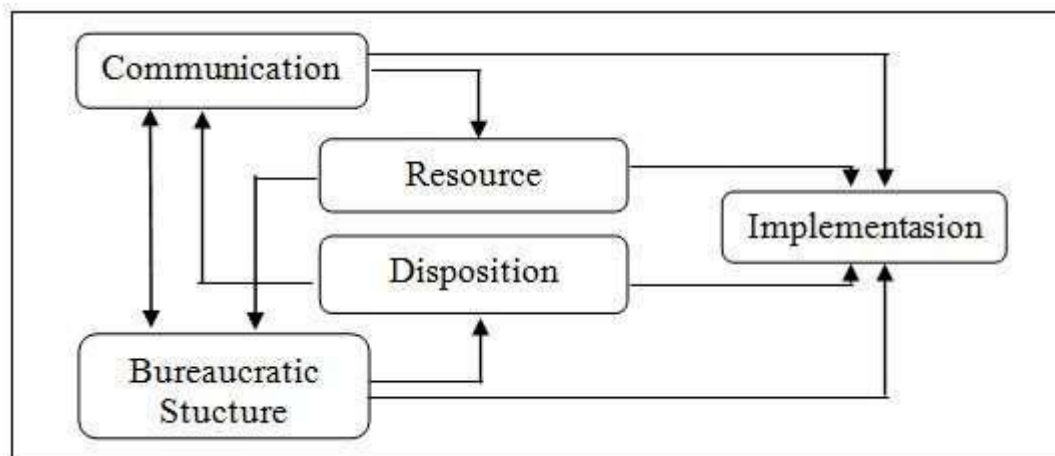 Communication
Resource
Implementasion
Disposition
Bureaucratic
Stucture